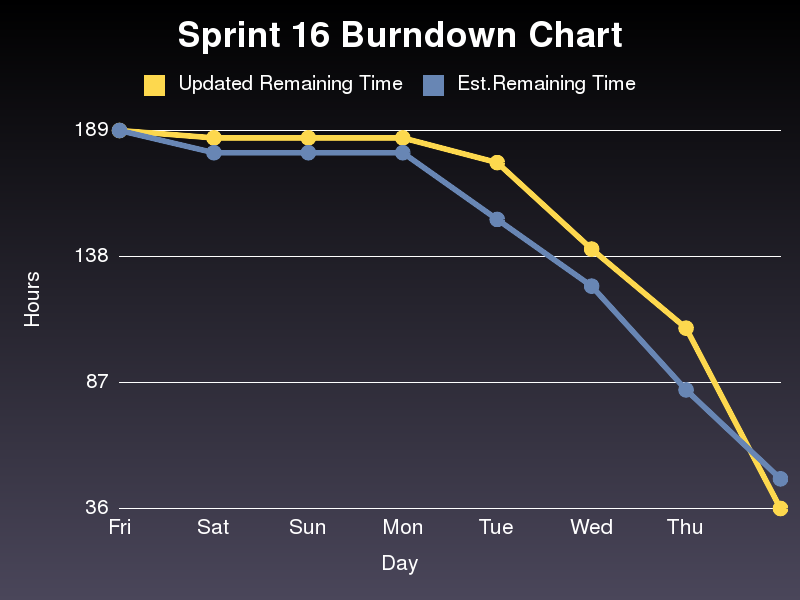 Sprint 16 Burndown Chart
Updated Remaining Time Est.Remaining Time
189
138
Hours
87
36
Fri Sat Sun Mon Tue Wed Thu
Day